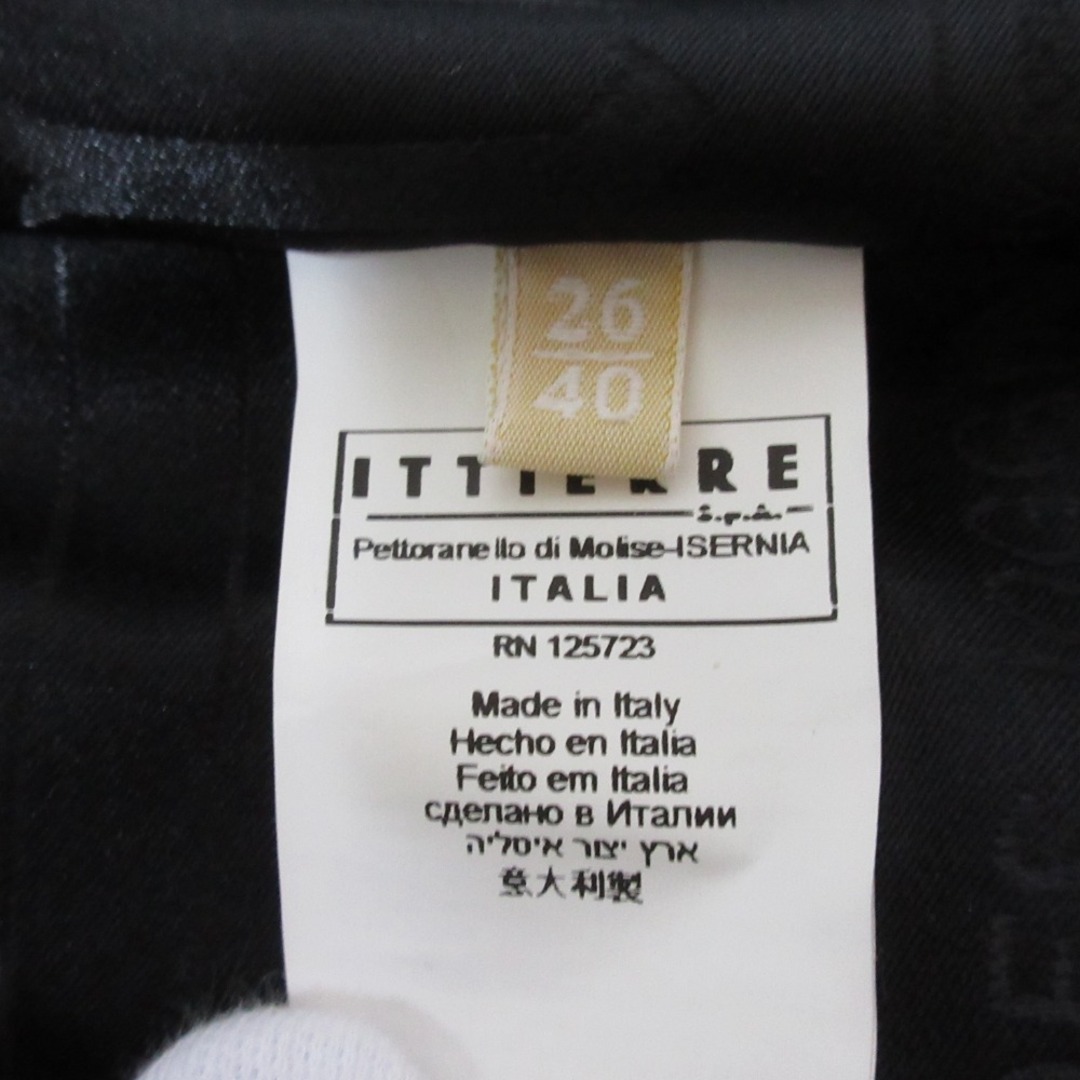 26
40
ITTIERRE
S.p.A.
Pettoranello di Molise-ISERNIA
ITALIA
RN 125723
Made in Italy
Hecho en Italia
Feito em Italia
сделано в Италии
ארץ יצור איטליה
意大利製